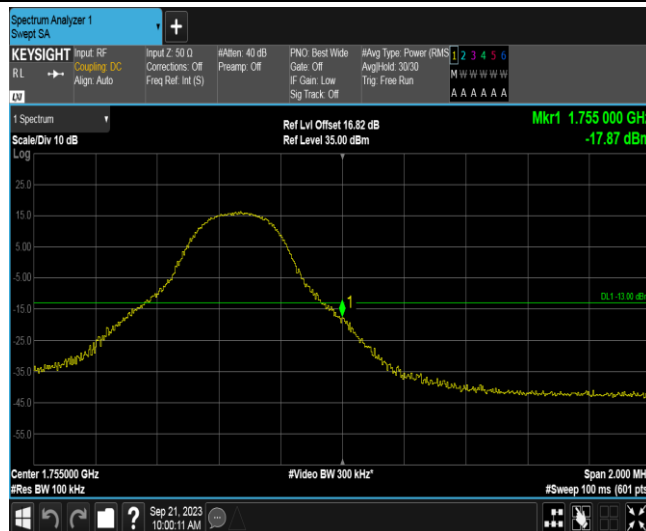 Spectrum Analyzer 1
Swept SA
+
KEYSIGHT
RL
Input: RF
Coupling: DC
Align: Auto
Input Z: 50 Ω
Corrections: Off
Freq Ref: Int (S)
#Atten: 40 dB
Preamp: Off
PNO: Best Wide
Gate: Off
IF Gain: Low
Sig Track: Off
#Avg Type: Power (RMS
Avg|Hold: 30/30
Trig: Free Run
1 2 3 4 5 6
M W W W W W
A A A A A A
1 Spectrum
Scale/Div 10 dB
Ref Lvl Offset 16.82 dB
Ref Level 35.00 dBm
Mkr1 1.755 000 GHz
-17.87 dBm
Log
25.0
15.0
5.00
-5.00
-15.0
-25.0
-35.0
-45.0
-55.0
1
DL1 -13.00 dBm
Center 1.755000 GHz
#Res BW 100 kHz
#Video BW 300 kHz*
Span 2.000 MH
#Sweep 100 ms (601 pts
?
Sep 21, 2023
10:00:11 AM